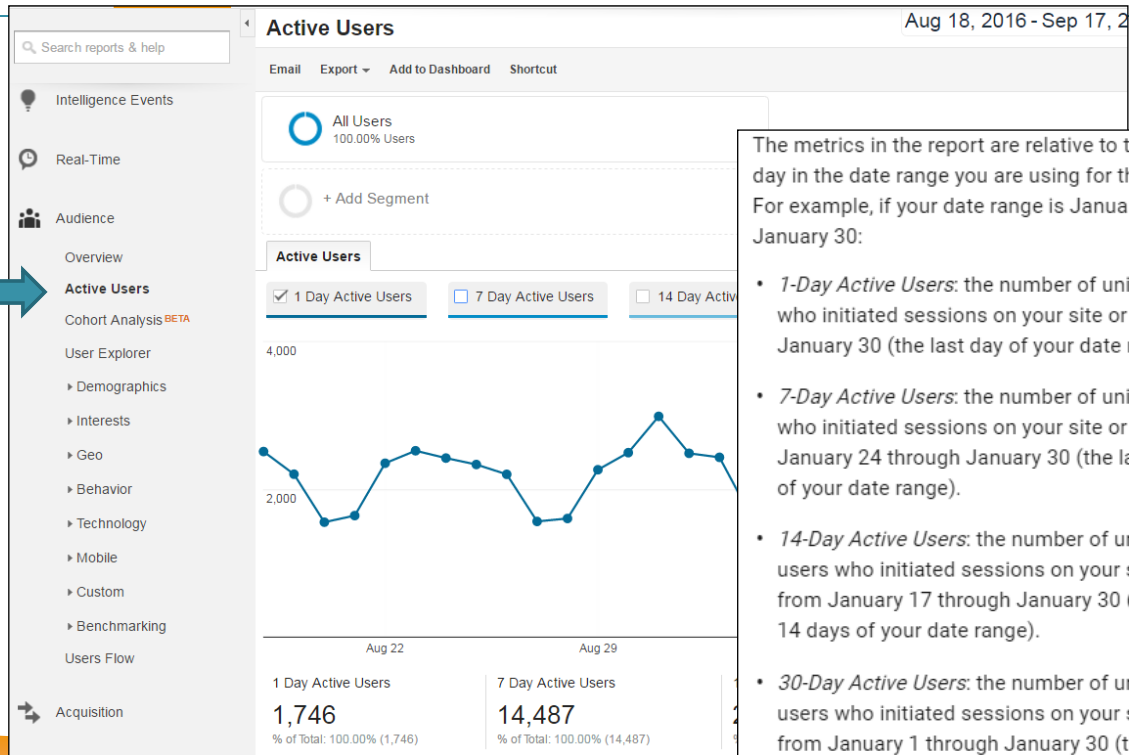 Search reports & help
Intelligence Events
Real-Time
Audience
Overview
Active Users
Cohort Analysis BETA
User Explorer
Demographics
Interests
Geo
Behavior
Technology
Mobile
Custom
Benchmarking
Users Flow
Acquisition
Active Users
Aug 18, 2016 - Sep 17, 2
Email Export Add to Dashboard Shortcut
All Users
100.00% Users
+ Add Segment
Active Users
1 Day Active Users 7 Day Active Users 14 Day Activ
4,000
2,000
Aug 22 Aug 29
1 Day Active Users
1,746
% of Total: 100.00% (1,746)
7 Day Active Users
14,487
% of Total: 100.00% (14,487)
The metrics in the report are relative to
day in the date range you are using for
For example, if your date range is
January 30:
• 1-Day Active Users: the number of
who initiated sessions on your site or
January 30 (the last day of your date
• 7-Day Active Users: the number of
who initiated sessions on your site or
January 24 through January 30 (the
of your date range).
• 14-Day Active Users: the number of
users who initiated sessions on your
from January 17 through January 30
14 days of your date range).
• 30-Day Active Users: the number of
users who initiated sessions on your
from January 1 through January 30